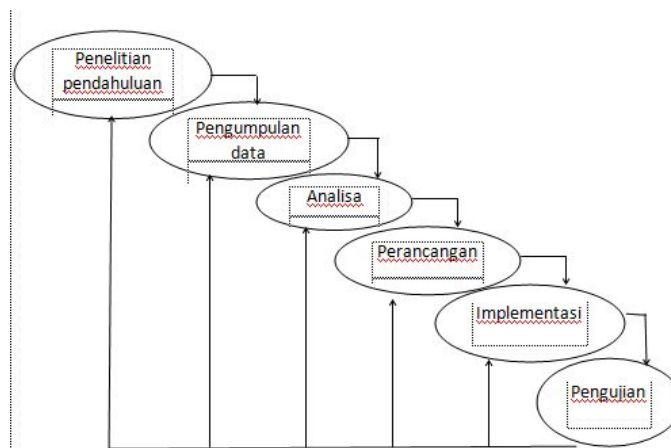 Penelitian
pendahuluan
Pengumpulan
data
Analisa
Perancangan
Implementasi
Pengujian